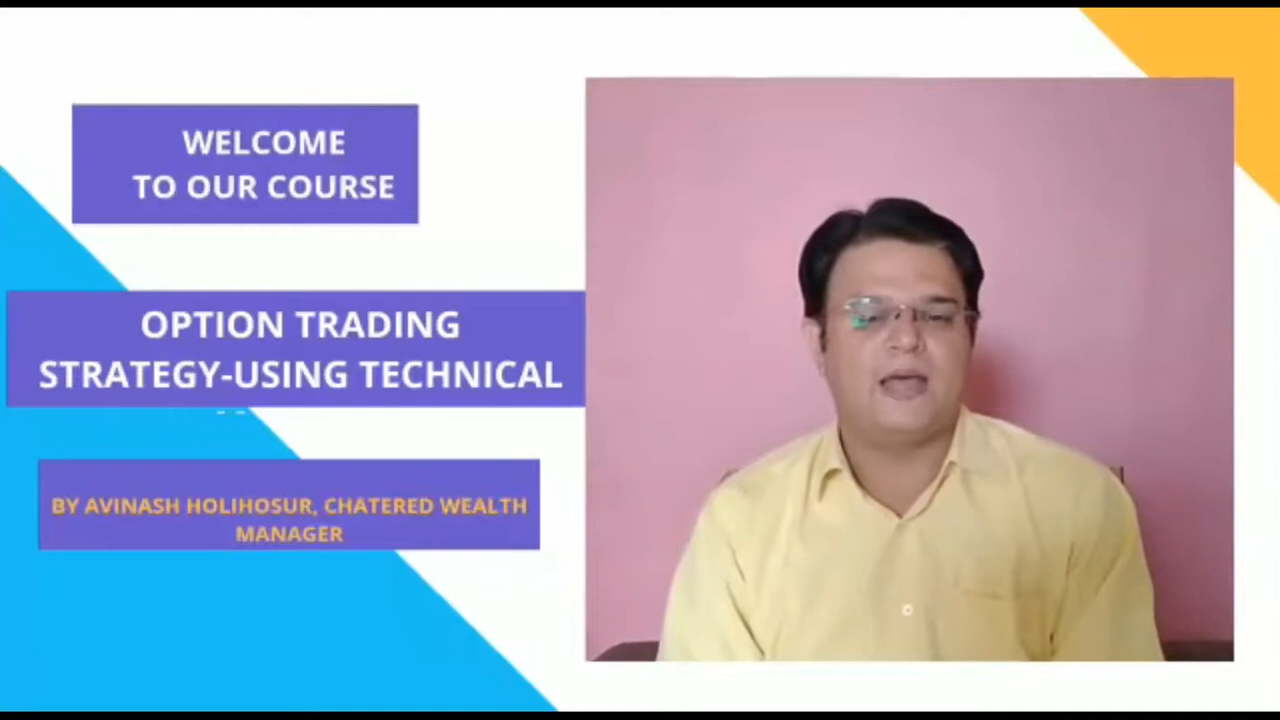 WELCOME
TO OUR COURSE
OPTION TRADING
STRATEGY-USING TECHNICAL
BY AVINASH HOLIHOSUR, CHATERED WEALTH
MANAGER